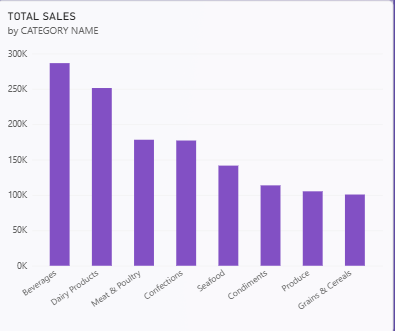 TOTAL SALES
by CATEGORY NAME
300K
250K
200K
150K
100K
50K
0K
Beverages
Dairy Products
Meat & Poultry
Confections
Seafood
Condiments
Produce
Grains & Cereals